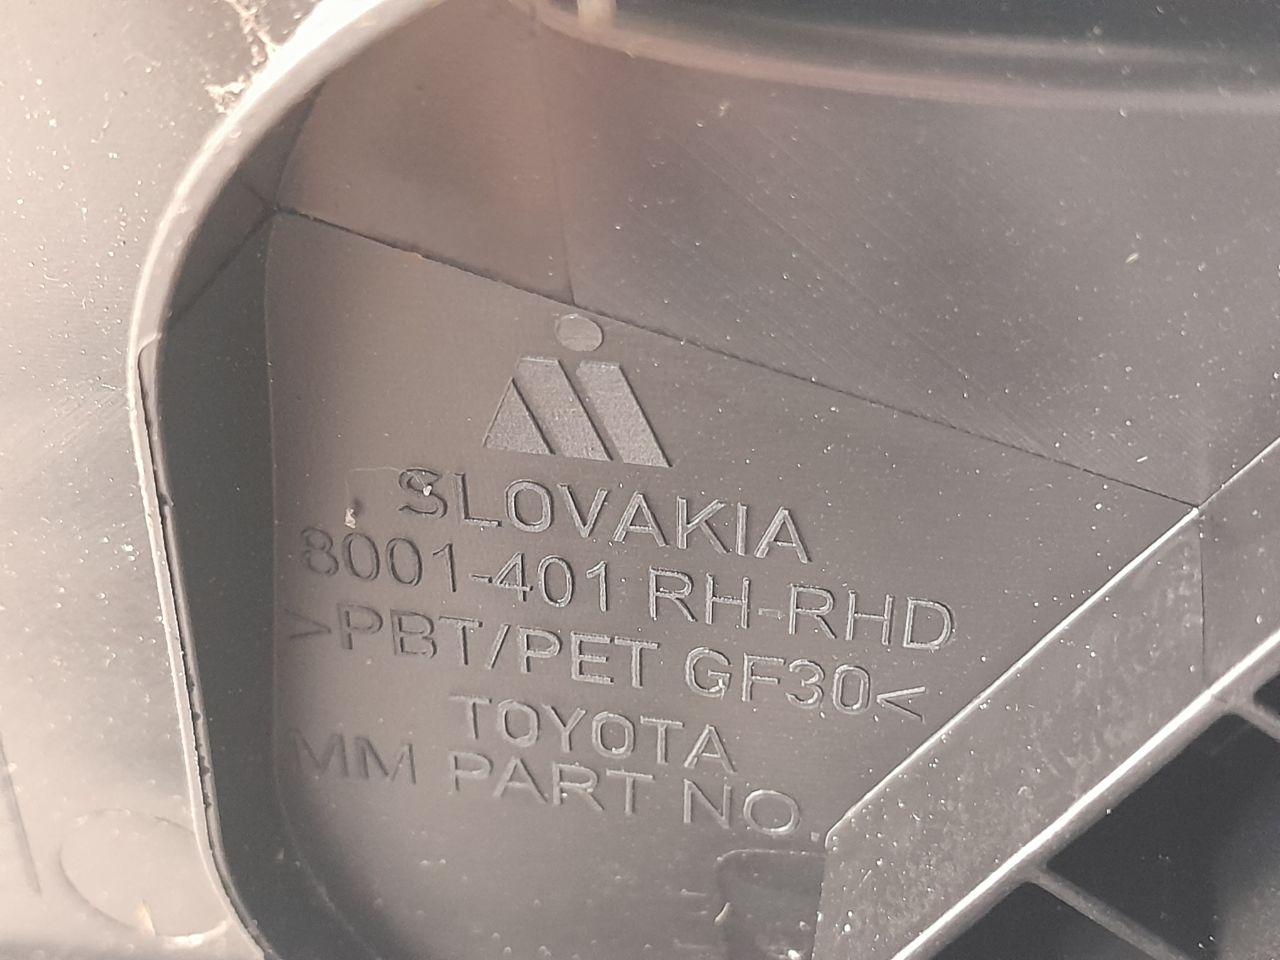 SLOVAKIA
8001-401 RH-RHD
>PBT/PET GF30<
TOYOTA
MM PART NO.